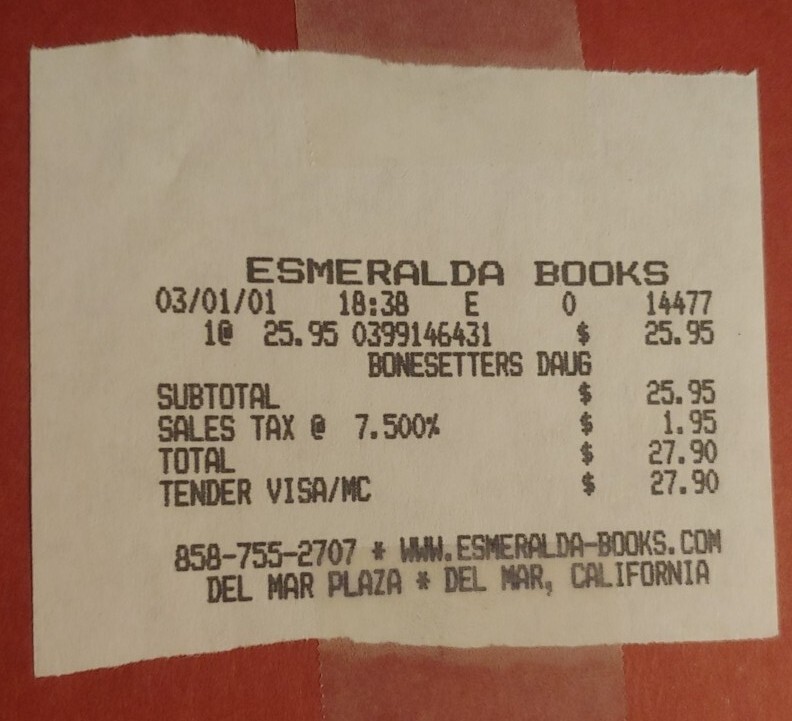 ESMERALDA BOOKS
03/01/01 18:38 E 0 14477
1@ 25.95 0399146431 $ 25.95
BONESETTERS DAUG
SUBTOTAL $ 25.95
SALES TAX @ 7.500% $ 1.95
TOTAL $ 27.90
TENDER VISA/MC $ 27.90
858-755-2707 * WWW.ESMERALDA-BOOKS.COM
DEL MAR PLAZA * DEL MAR, CALIFORNIA